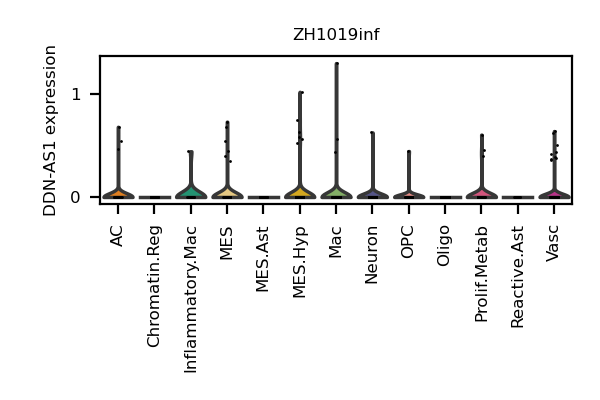 ZH1019inf
DDN-AS1 expression
1
0
AC
Chromatin.Reg
Inflammatory.Mac
MES
MES.Ast
MES.Hyp
Mac
Neuron
OPC
Oligo
Prolif.Metab
Reactive.Ast
Vasc